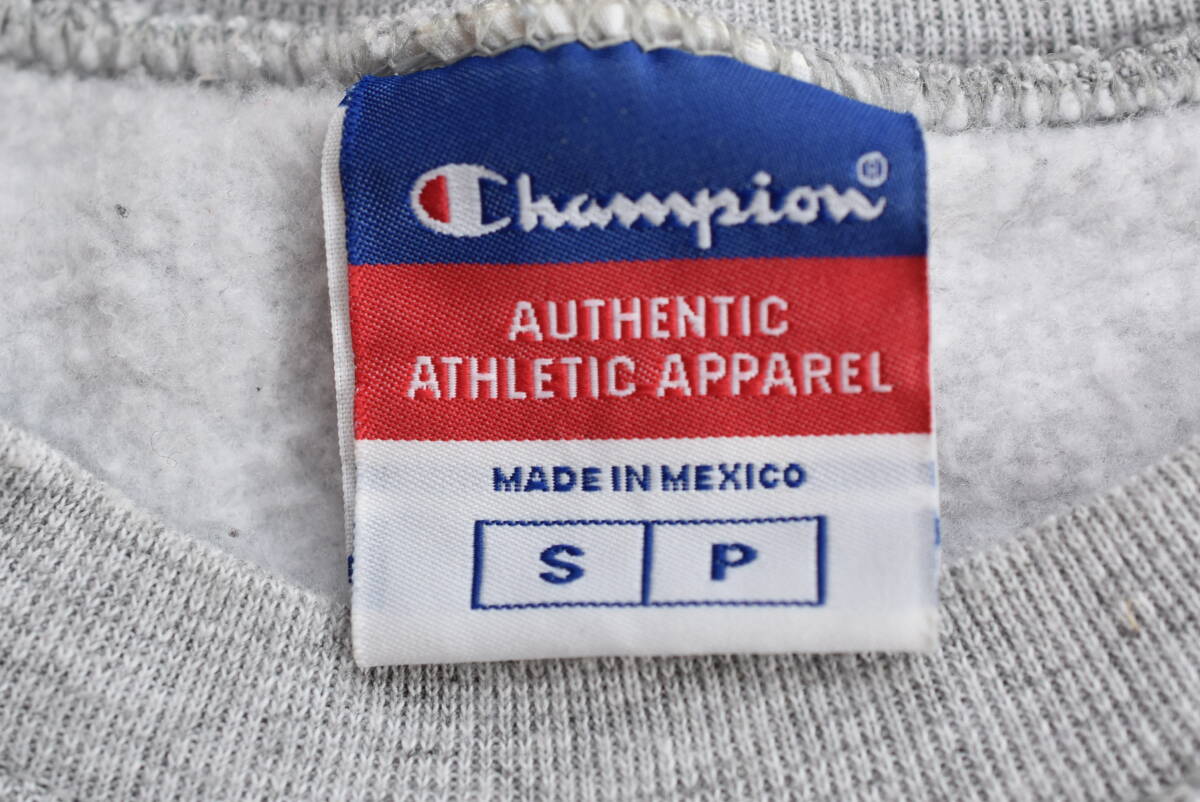 Champion®
AUTHENTIC
ATHLETIC APPAREL
MADE IN MEXICO
S P